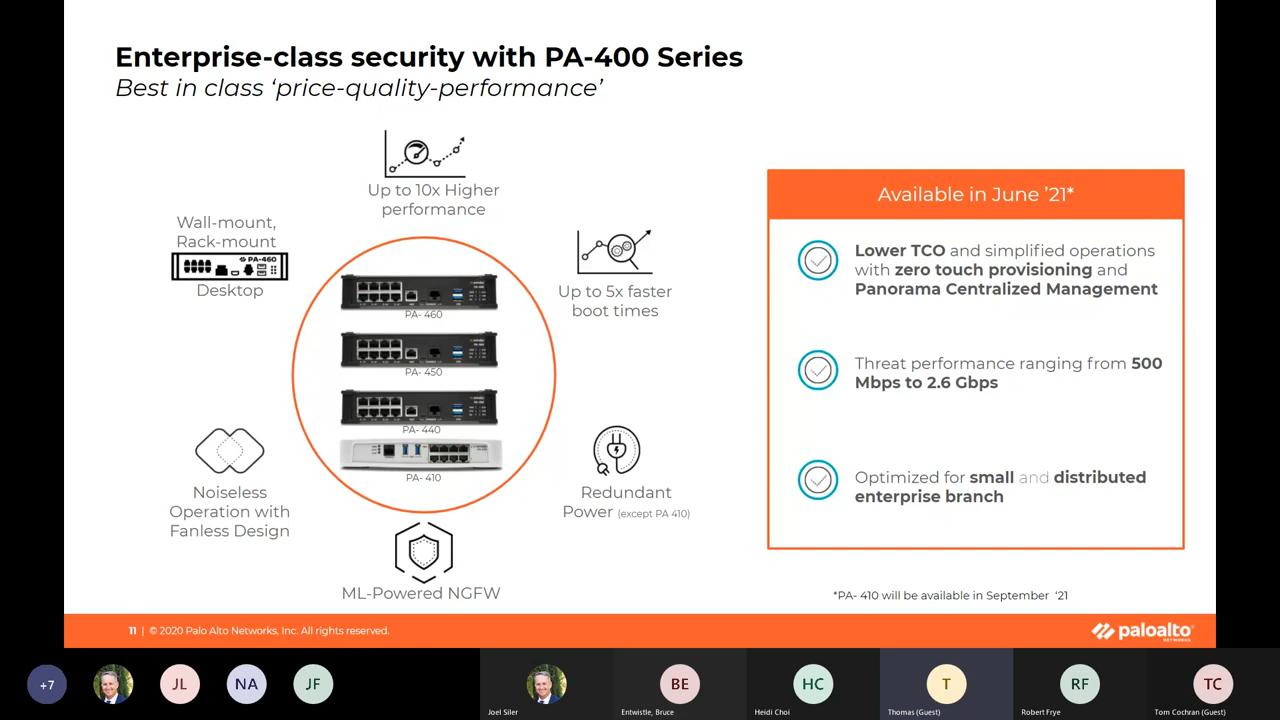 Enterprise-class security with PA-400 Series
Best in class ‘price-quality-performance’
Up to 10x Higher
performance
Wall-mount,
Rack-mount
PA-460
Desktop
Up to 5x faster
boot times
PA- 460
PA- 450
PA- 440
PA- 410
Noiseless
Operation with
Fanless Design
Redundant
Power (except PA 410)
ML-Powered NGFW
Available in June ’21*
Lower TCO and simplified operations
with zero touch provisioning and
Panorama Centralized Management
Threat performance ranging from 500
Mbps to 2.6 Gbps
Optimized for small and distributed
enterprise branch
*PA- 410 will be available in September ‘21
11 | © 2020 Palo Alto Networks, Inc. All rights reserved.
paloalto
NETWORKS
+7
JL
NA
JF
BE
HC
T
RF
TC
Joel Siler
Entwistle, Bruce
Heidi Choi
Thomas (Guest)
Robert Frye
Tom Cochran (Guest)